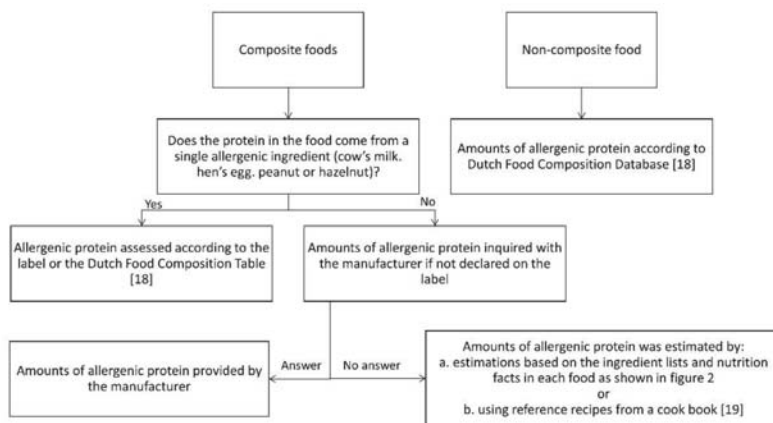 Composite foods
Non-composite food
Does the protein in the food come from a
single allergenic ingredient (cow's milk.
hen's egg. peanut or hazelnut)?
Amounts of allergenic protein according to
Dutch Food Composition Database [18]
Yes
No
Allergenic protein assessed according to the
label or the Dutch Food Composition Table
[18]
Amounts of allergenic protein inquired with
the manufacturer if not declared on the
label
Answer
No answer
Amounts of allergenic protein provided by
the manufacturer
Amounts of allergenic protein was estimated by:
a. estimations based on the ingredient lists and nutrition
facts in each food as shown in figure 2
or
b. using reference recipes from a cook book [19]